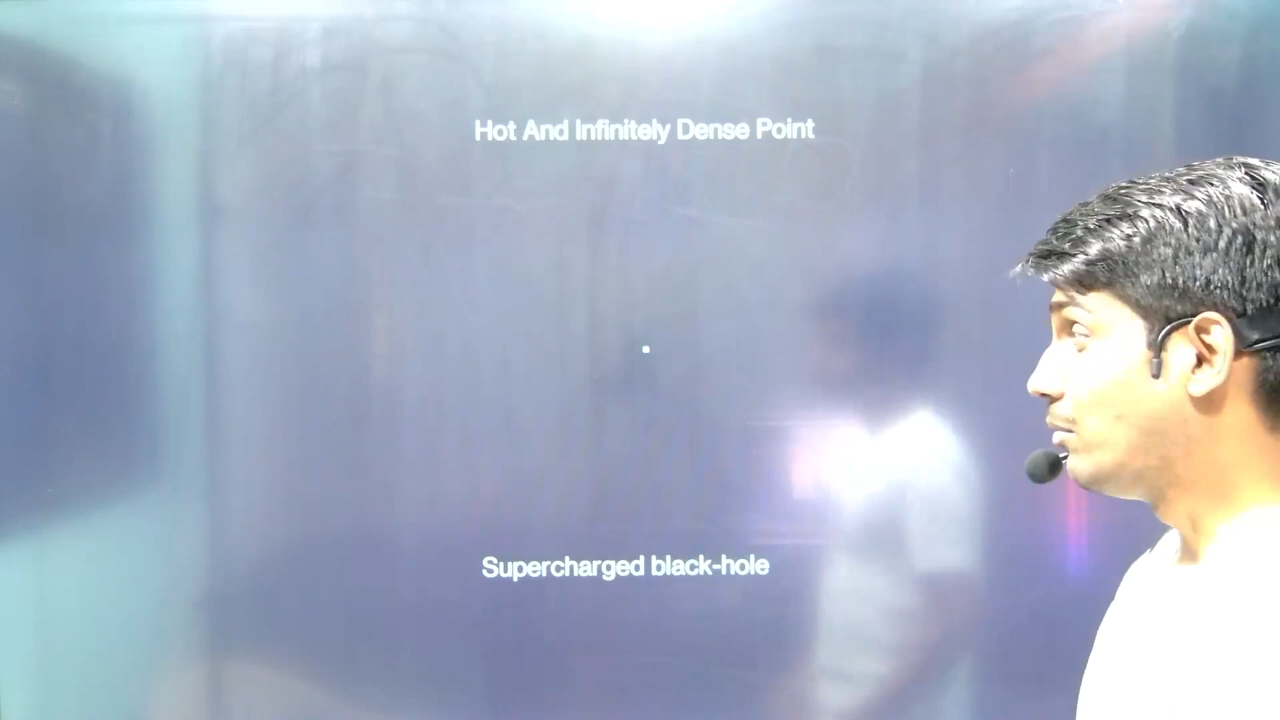 Hot And Infinitely Dense Point
Supercharged black-hole